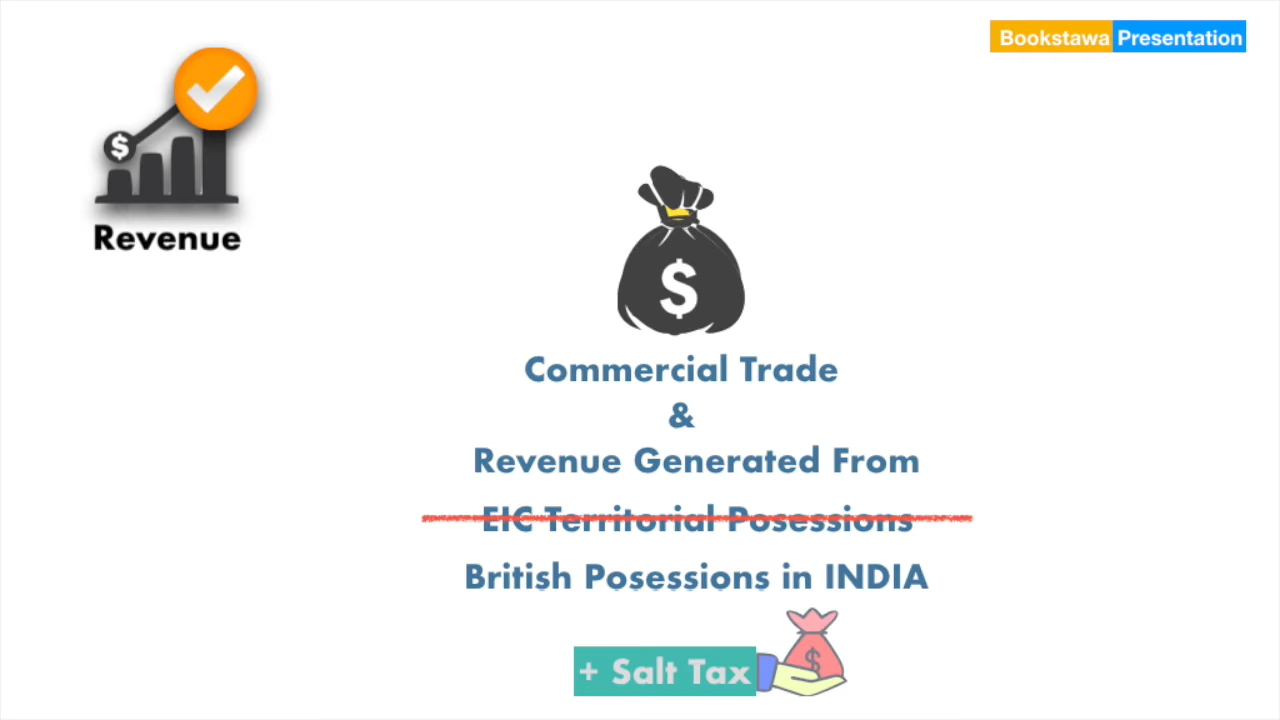 Bookstawa Presentation
$
Revenue
$
Commercial Trade
&
Revenue Generated From
EIC Territorial Posessions
British Posessions in INDIA
+ Salt Tax
$